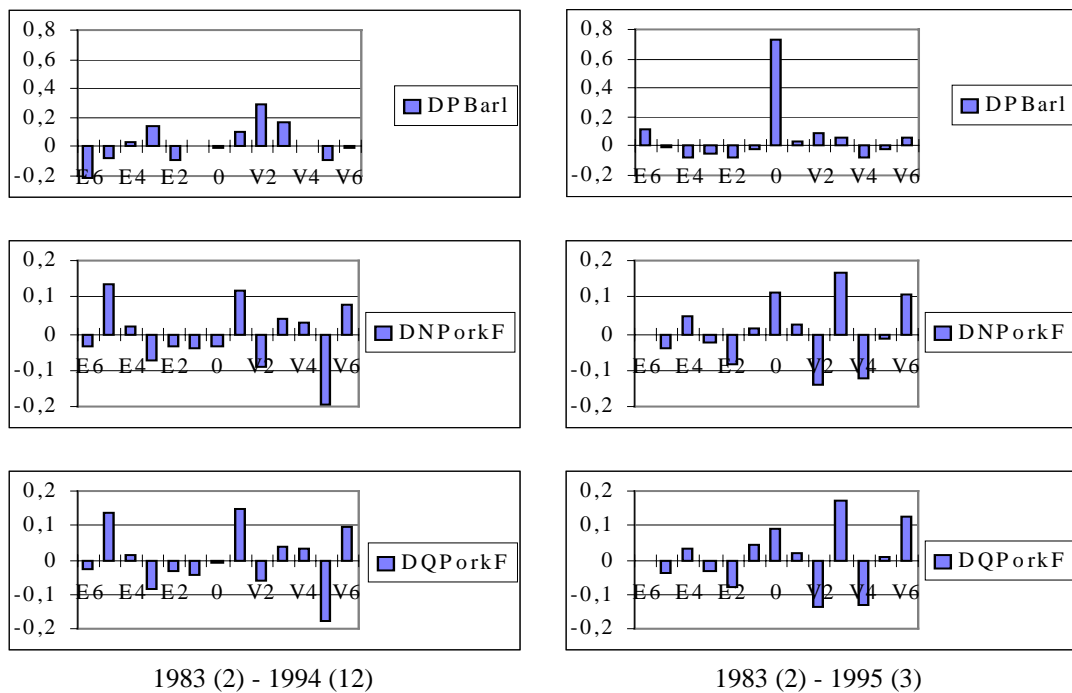 0,8
0,6
0,4
0,2
0
-0,2
E6 E4 E2 0 V2 V4 V6
DPBarl
0,8
0,6
0,4
0,2
0
-0,2
E6 E4 E2 0 V2 V4 V6
DPBarl
0,2
0,1
0
-0,1
-0,2
E6 E4 E2 0 V2 V4 V6
DNPorkF
0,2
0,1
0
-0,1
-0,2
E6 E4 E2 0 V2 V4 V6
DNPorkF
0,2
0,1
0
-0,1
-0,2
E6 E4 E2 0 V2 V4 V6
DQPorkF
0,2
0,1
0
-0,1
-0,2
E6 E4 E2 0 V2 V4 V6
DQPorkF
1983 (2) - 1994 (12)
1983 (2) - 1995 (3)